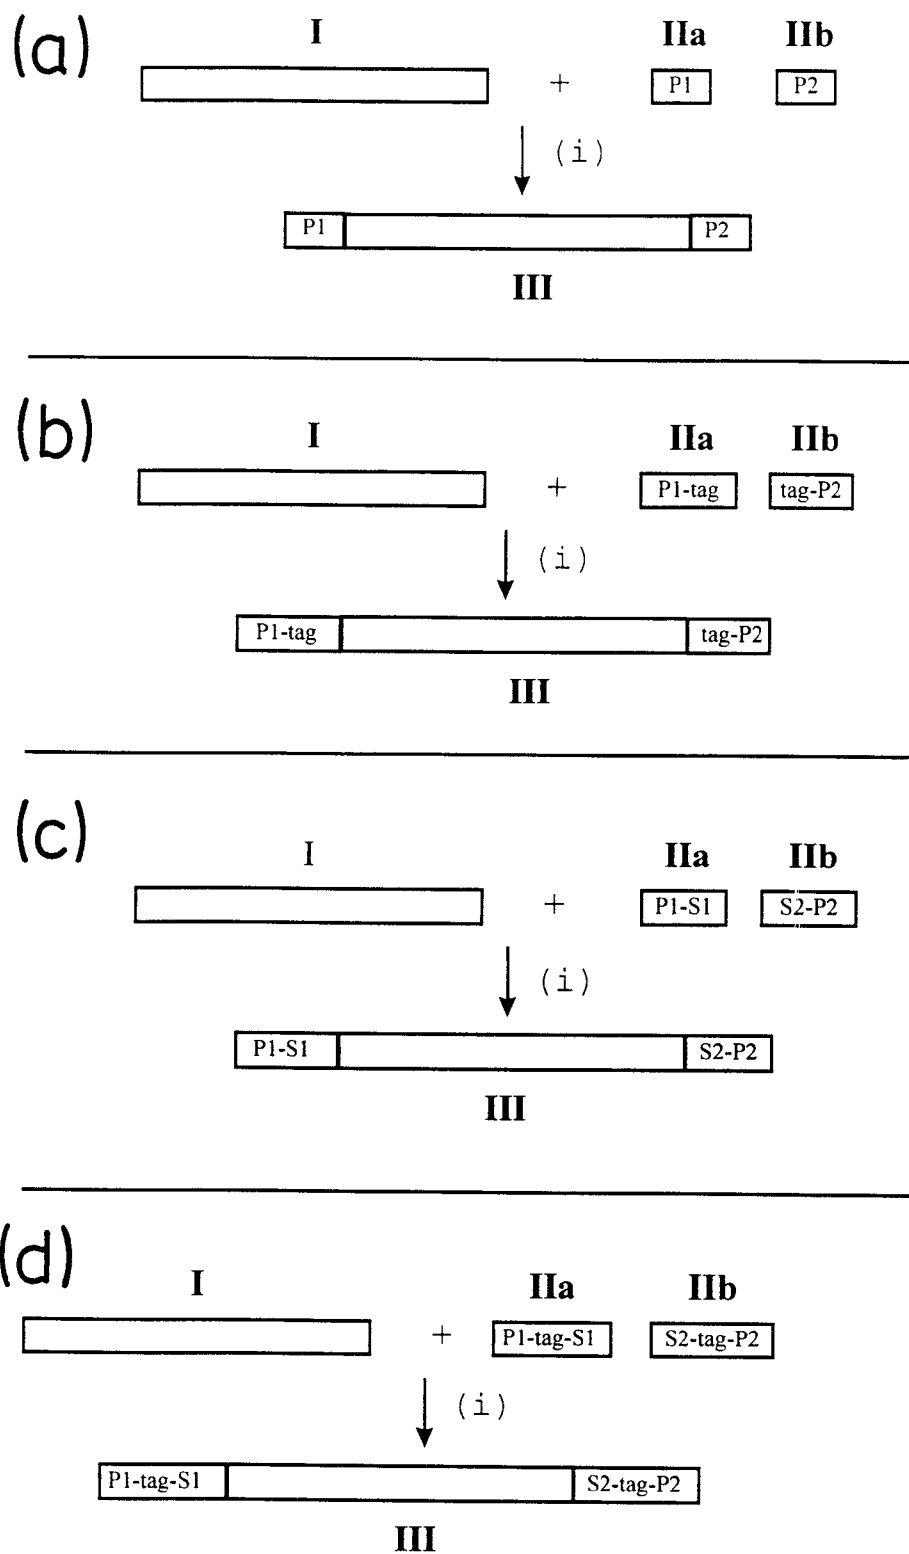 (a) I IIa IIb
+ P1 P2
(i)
P1 P2
III
(b) I IIa IIb
+ P1-tag tag-P2
(i)
P1-tag tag-P2
III
(c) I IIa IIb
+ P1-S1 S2-P2
(i)
P1-S1 S2-P2
III
(d) I IIa IIb
+ P1-tag-S1 S2-tag-P2
(i)
P1-tag-S1 S2-tag-P2
III